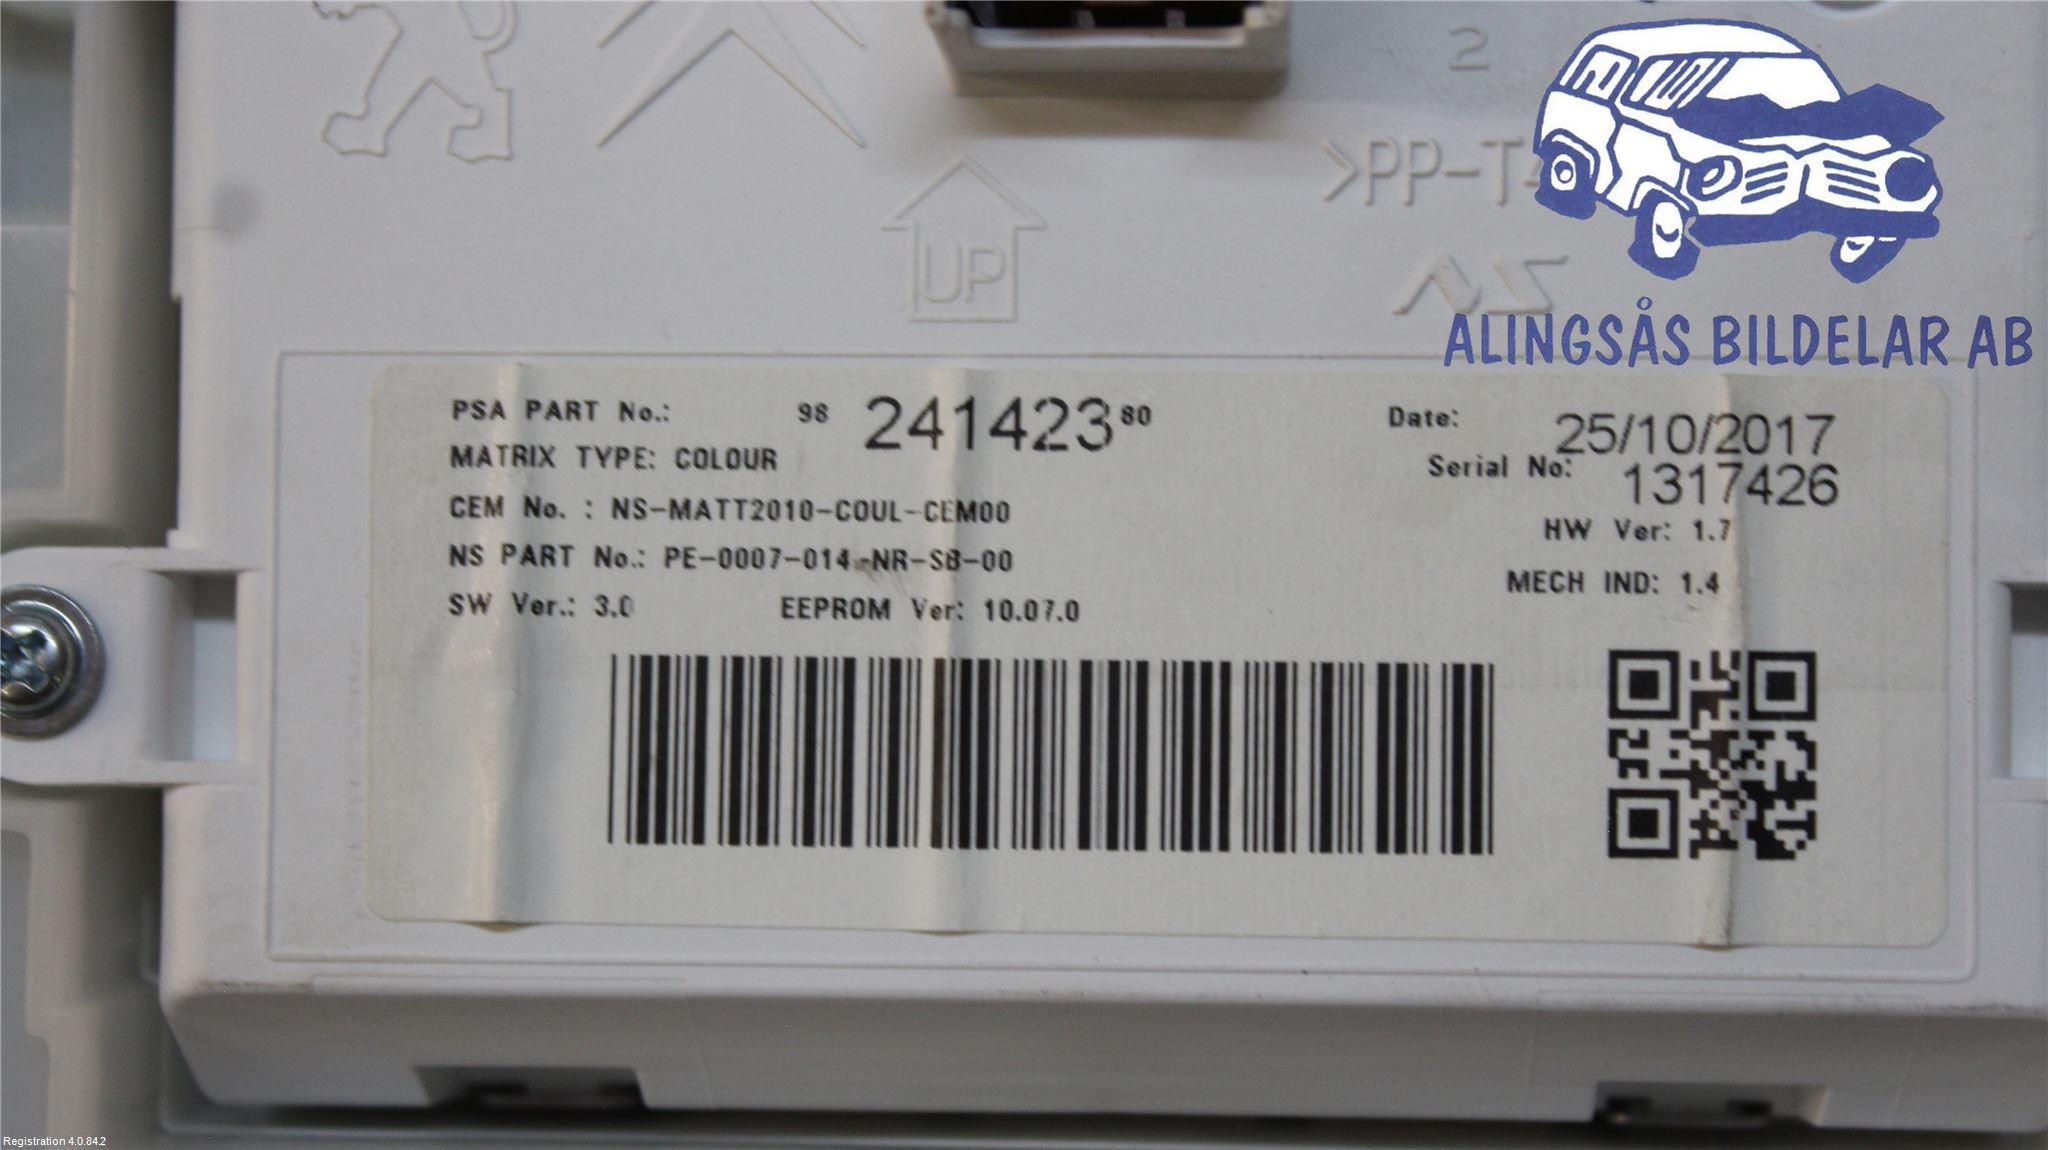 2
>PP-T
UP
NS
ALINGSÅS BILDELAR AB
PSA PART No.: 98 241423 80
Date: 25/10/2017
MATRIX TYPE: COLOUR
Serial No: 1317426
CEM No. : NS-MATT2010-COUL-CEM00
HW Ver: 1.7
NS PART No.: PE-0007-014-NR-SB-00
MECH IND: 1.4
SW Ver.: 3.0 EEPROM Ver: 10.07.0
Registration 4.0.842